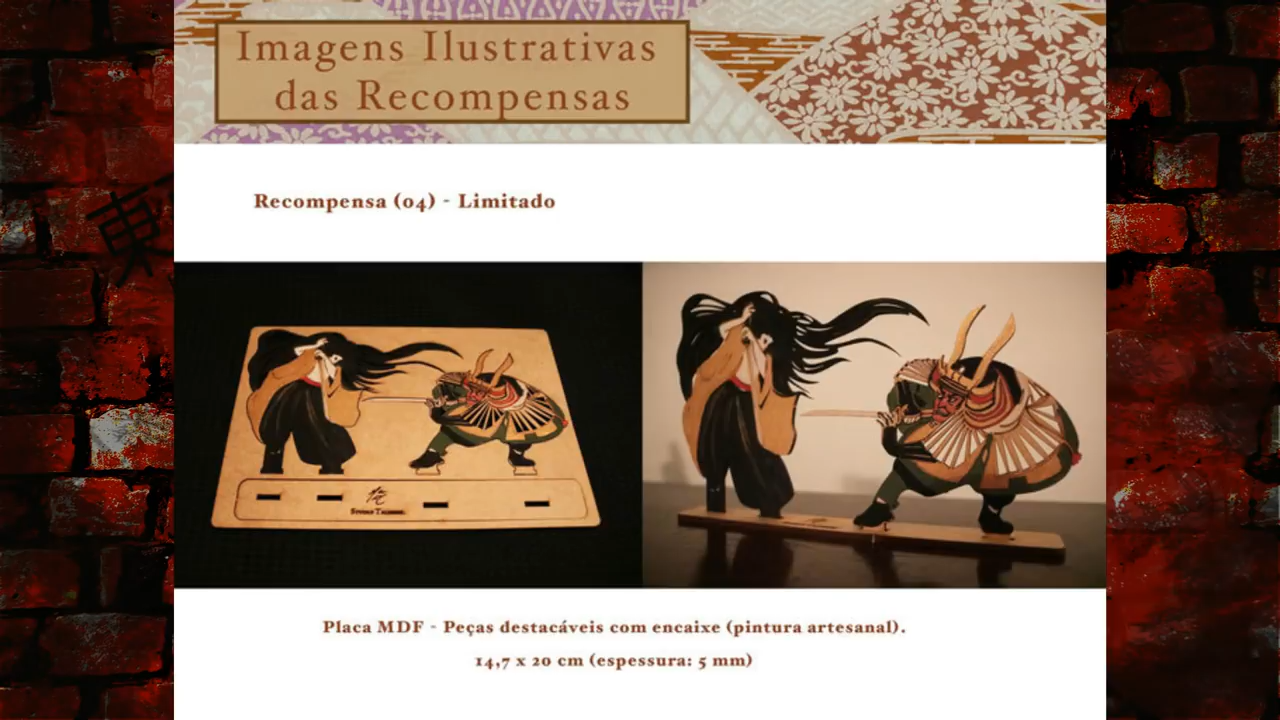 Imagens Ilustrativas
das Recompensas
Recompensa (04) - Limitado
東
Placa MDF - Peças destacáveis com encaixe (pintura artesanal).
14,7 x 20 cm (espessura: 5 mm)